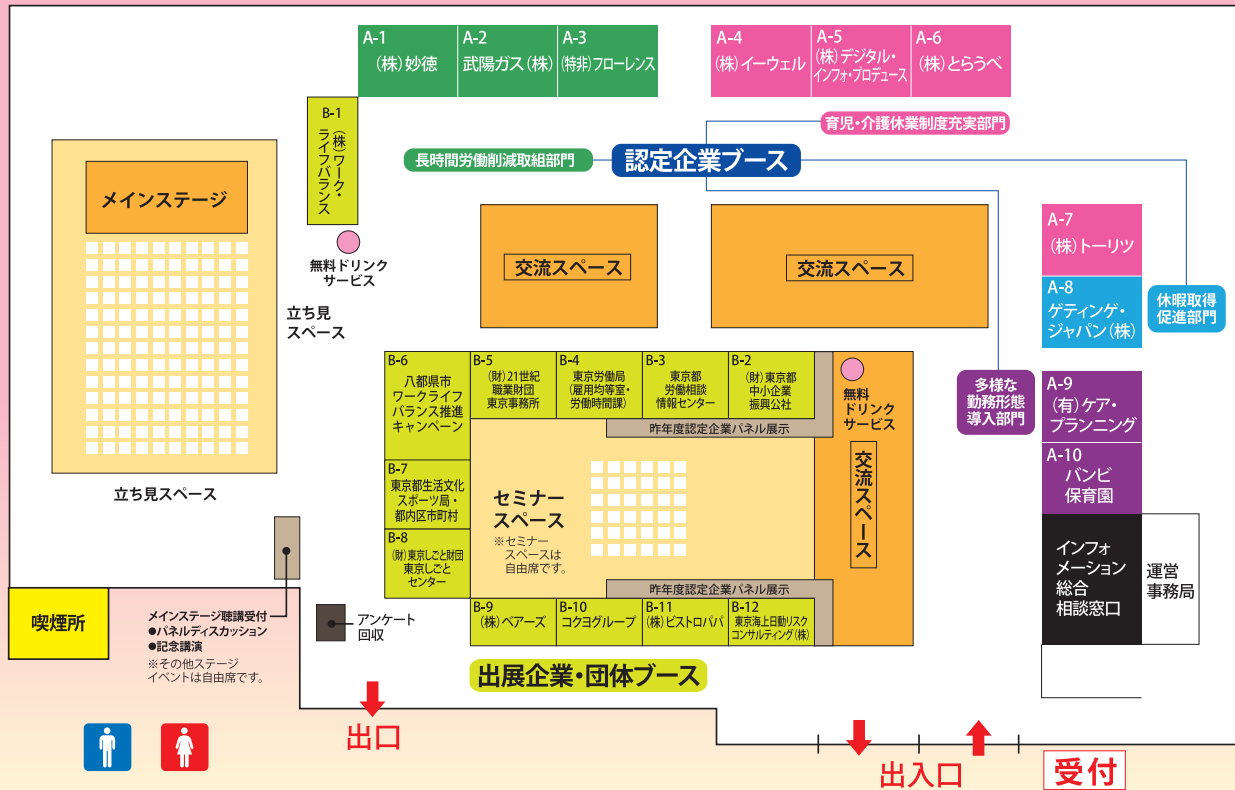 A-1
(株)妙徳
A-2
武陽ガス(株)
A-3
(特非)フローレンス
A-4
(株)イーウェル
A-5
(株)デジタル・
インフォ・プロデュース
A-6
(株)とらうべ
B-1
(株)ワーク・
ライフバランス
育児・介護休業制度充実部門
長時間労働削減取組部門
認定企業ブース
メインステージ
無料ドリンク
サービス
立ち見
スペース
交流スペース
交流スペース
A-7
(株)トーリツ
A-8
ゲティンゲ・
ジャパン(株)
休暇取得
促進部門
多様な
勤務形態
導入部門
A-9
(有)ケア・
プランニング
A-10
バンビ
保育園
インフォ
メーション
総合
相談窓口
運営
事務局
B-6
八都県市
ワークライフ
バランス推進
キャンペーン
B-5
(財)21世紀
職業財団
東京事務所
B-4
東京労働局
(雇用均等室・
労働時間課)
B-3
東京都
労働相談
情報センター
B-2
(財)東京都
中小企業
振興公社
無料
ドリンク
サービス
昨年度認定企業パネル展示
交流スペース
B-7
東京都生活文化
スポーツ局・
都内区市町村
セミナー
スペース
※セミナー
スペースは
自由席です。
B-8
(財)東京しごと財団
東京しごと
センター
昨年度認定企業パネル展示
B-9
(株)ベアーズ
B-10
コクヨグループ
B-11
(株)ビストロパパ
B-12
東京海上日動リスク
コンサルティング(株)
出展企業・団体ブース
立ち見スペース
喫煙所
メインステージ聴講受付
●パネルディスカッション
●記念講演
※その他ステージ
イベントは自由席です。
アンケート
回収
出口
出入口
受付